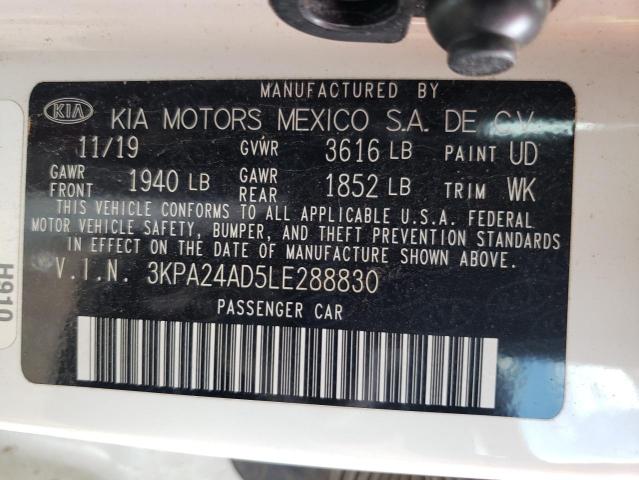 MANUFACTURED BY
KIA KIA MOTORS MEXICO S.A. DE C.V.
11/19 GVWR 3616 LB PAINT UD
GAWR FRONT 1940 LB GAWR REAR 1852 LB TRIM WK
THIS VEHICLE CONFORMS TO ALL APPLICABLE U.S.A. FEDERAL
MOTOR VEHICLE SAFETY, BUMPER, AND THEFT PREVENTION STANDARDS
IN EFFECT ON THE DATE OF MANUFACTURE SHOWN ABOVE.
V.I.N. 3KPA24AD5LE288830
PASSENGER CAR
H910